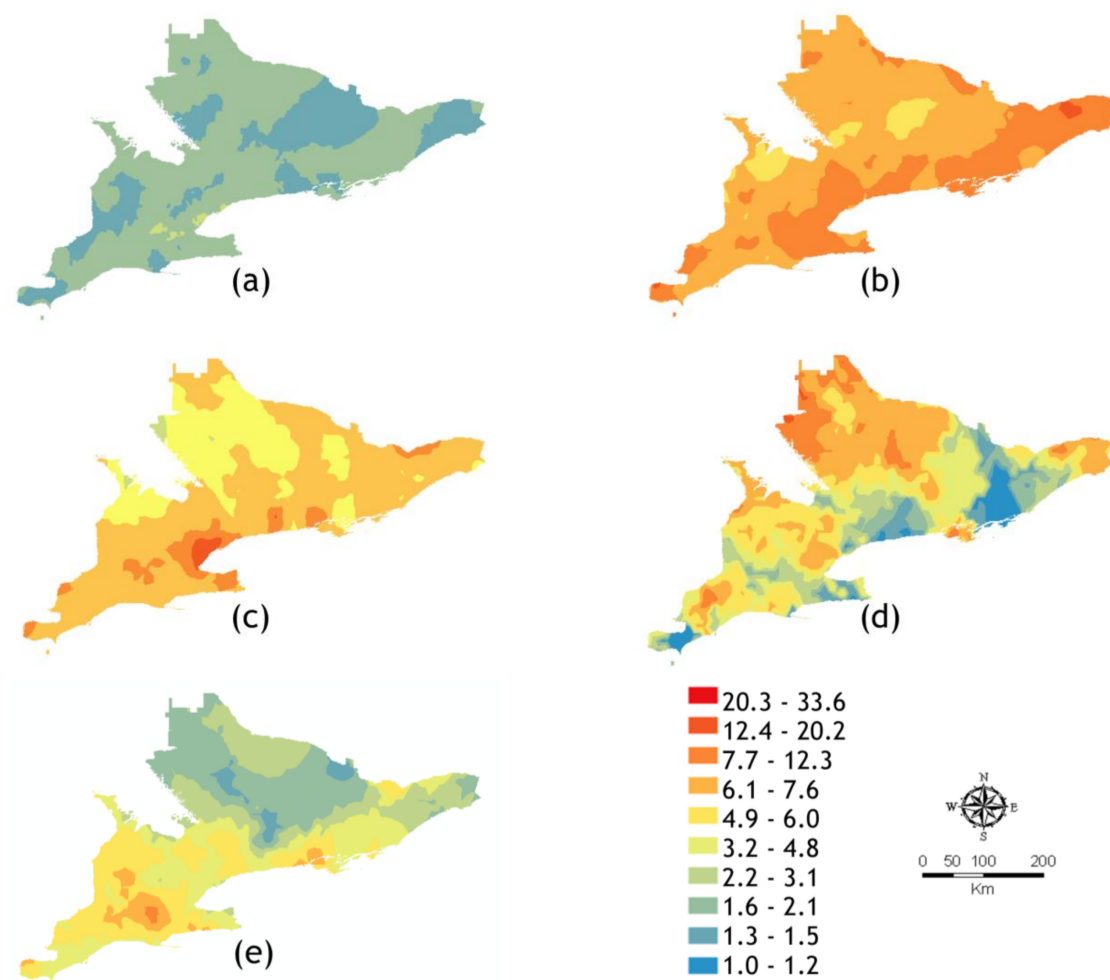 (a)
(b)
(c)
(d)
(e)
20.3 - 33.6
12.4 - 20.2
7.7 - 12.3
6.1 - 7.6
4.9 - 6.0
3.2 - 4.8
2.2 - 3.1
1.6 - 2.1
1.3 - 1.5
1.0 - 1.2
N
W E
S
0 50 100 200
Km